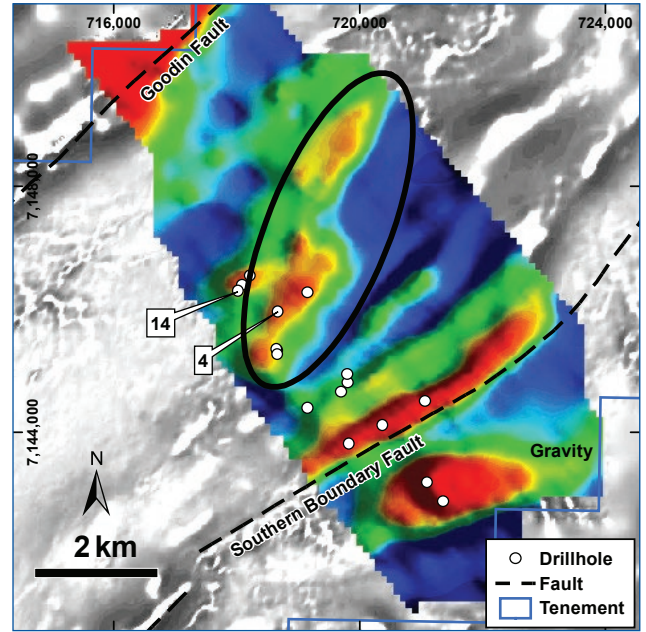 716,000
720,000
724,000
Goodin Fault
7,148,000
14
4
7,144,000
Gravity
N
Southern Boundary Fault
2 km
Drillhole
Fault
Tenement